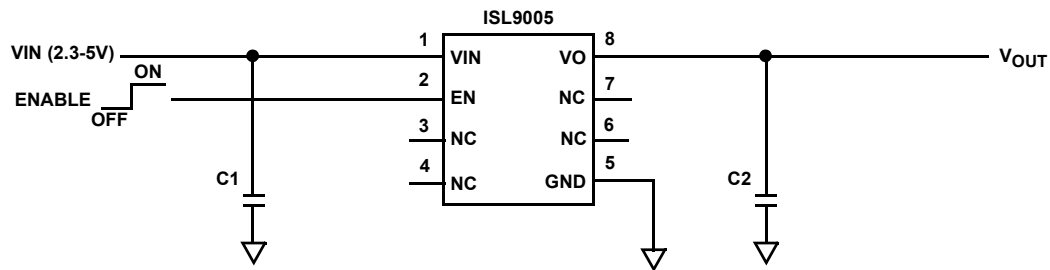 ISL9005
VIN (2.3-5V)
1
VIN
VO
8
VOUT
ON
ENABLE
OFF
2
EN
NC
7
3
NC
NC
6
4
NC
GND
5
C1
C2